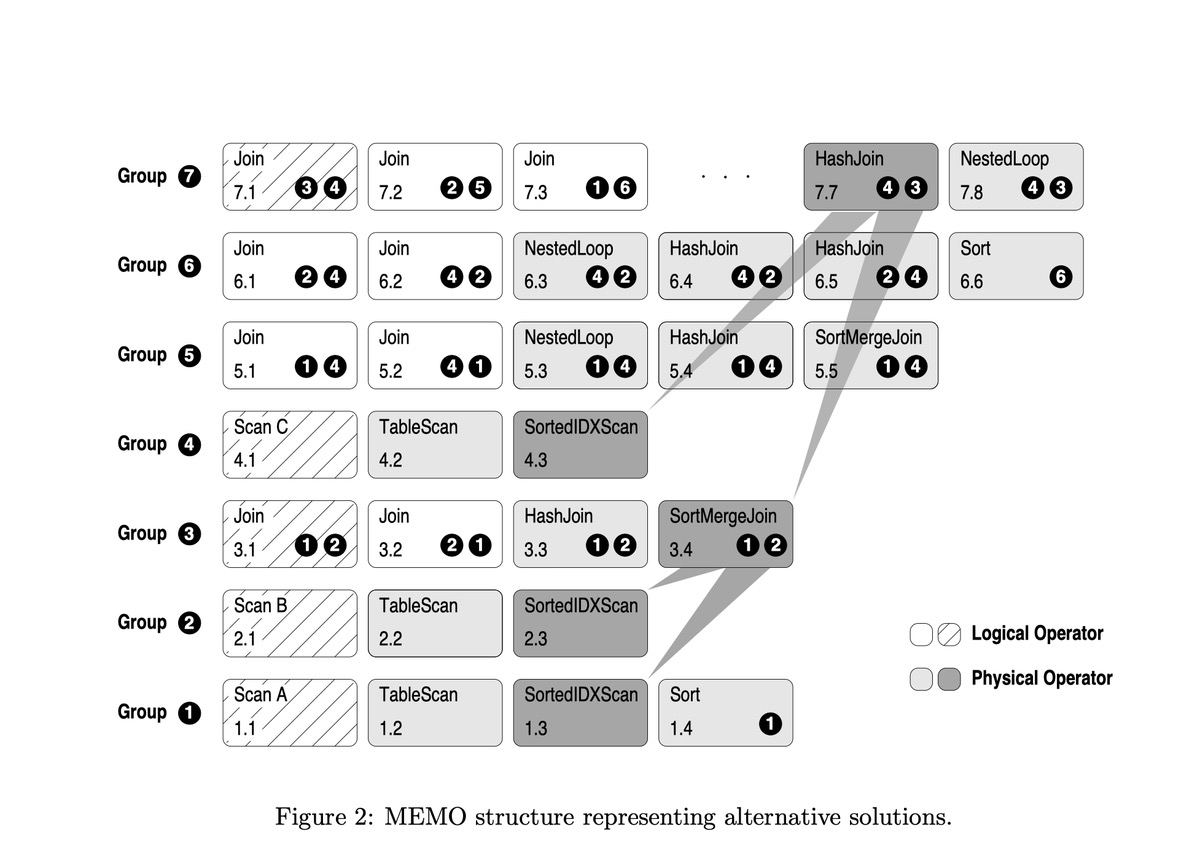 Join Join Join HashJoin NestedLoop
Group 7 7.1 3 4 7.2 2 5 7.3 1 6 . . . 7.7 4 3 7.8 4 3
Join Join NestedLoop HashJoin HashJoin Sort
Group 6 6.1 2 4 6.2 4 2 6.3 4 2 6.4 4 2 6.5 2 4 6.6 6
Join Join NestedLoop HashJoin SortMergeJoin
Group 5 5.1 1 4 5.2 4 1 5.3 1 4 5.4 1 4 5.5 1 4
Scan C TableScan SortedIDXScan
Group 4 4.1 4.2 4.3
Join Join HashJoin SortMergeJoin
Group 3 3.1 1 2 3.2 2 1 3.3 1 2 3.4 1 2
Scan B TableScan SortedIDXScan
Group 2 2.1 2.2 2.3
Logical Operator
Scan A TableScan SortedIDXScan Sort
Physical Operator
Group 1 1.1 1.2 1.3 1.4 1
Figure 2: MEMO structure representing alternative solutions.